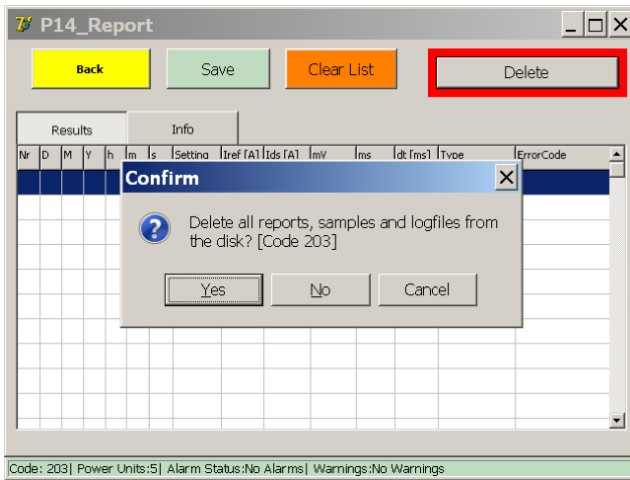 P14_Report
Back Save Clear List Delete
Results Info
Nr D M Y h m s Setting Iref [A] Ids [A] mV ms dt [ms] Type ErrorCode
Confirm
Delete all reports, samples and logfiles from
the disk? [Code 203]
Yes No Cancel
Code: 203| Power Units:5| Alarm Status:No Alarms| Warnings:No Warnings